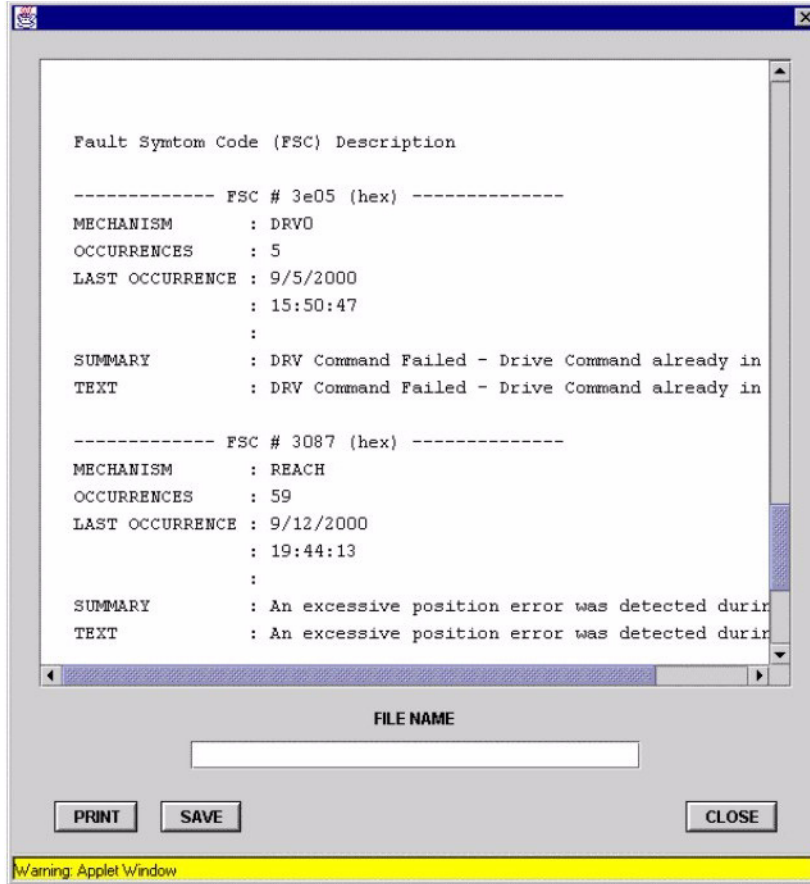 Fault Symtom Code (FSC) Description
------------- FSC # 3e05 (hex) --------------
MECHANISM : DRV0
OCCURRENCES : 5
LAST OCCURRENCE : 9/5/2000
: 15:50:47
:
SUMMARY : DRV Command Failed - Drive Command already in
TEXT : DRV Command Failed - Drive Command already in
------------- FSC # 3087 (hex) --------------
MECHANISM : REACH
OCCURRENCES : 59
LAST OCCURRENCE : 9/12/2000
: 19:44:13
:
SUMMARY : An excessive position error was detected durin
TEXT : An excessive position error was detected durin
FILE NAME
PRINT SAVE CLOSE
Warning: Applet Window